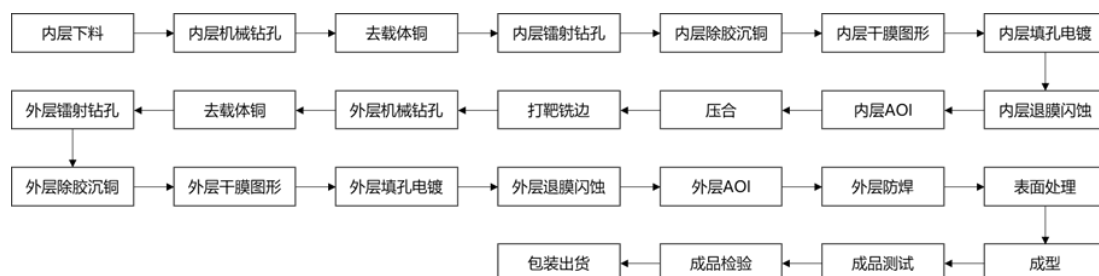 内层下料
内层机械钻孔
去载体铜
内层镭射钻孔
内层除胶沉铜
内层干膜图形
内层填孔电镀
内层退膜闪蚀
内层AOI
压合
打靶铣边
外层机械钻孔
去载体铜
外层镭射钻孔
外层除胶沉铜
外层干膜图形
外层填孔电镀
外层退膜闪蚀
外层AOI
外层防焊
表面处理
成型
成品测试
成品检验
包装出货